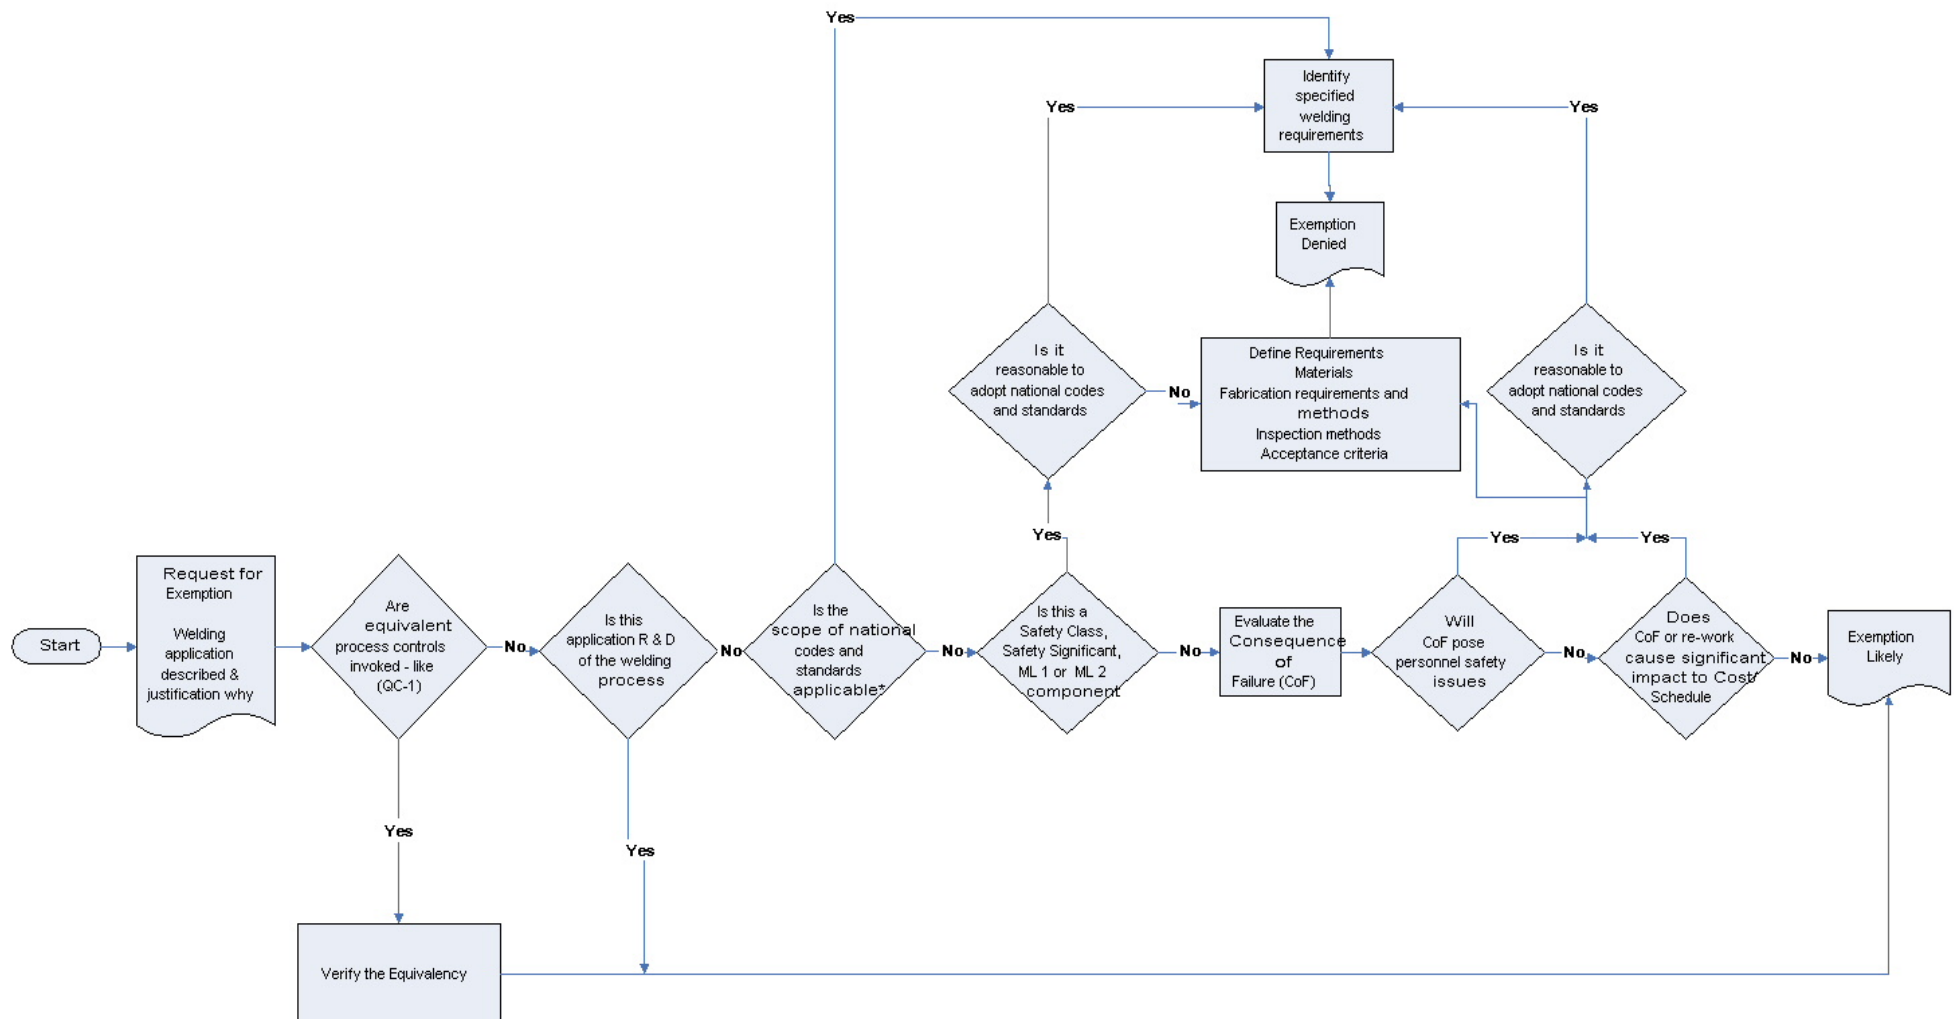 Yes
Identify
specified
welding
requirements
Yes
Yes
Exemption
Denied
Is it
reasonable to
adopt national codes
and standards
No
Define Requirements
Materials
Fabrication requirements and
methods
Inspection methods
Acceptance criteria
Is it
reasonable to
adopt national codes
and standards
Yes
Yes
Yes
Start
Request for
Exemption
Welding
application
described &
justification why
Are
equivalent
process controls
invoked - like
(QC-1)
No
Is this
application R & D
of the welding
process
No
Is the
scope of national
codes and
standards
applicable*
No
Is this a
Safety Class,
Safety Significant,
ML 1 or ML 2
component
No
Evaluate the
Consequence
of
Failure (CoF)
Will
CoF pose
personnel safety
issues
No
Does
CoF or re-work
cause significant
impact to Cost/
Schedule
No
Exemption
Likely
Yes
Yes
Verify the Equivalency